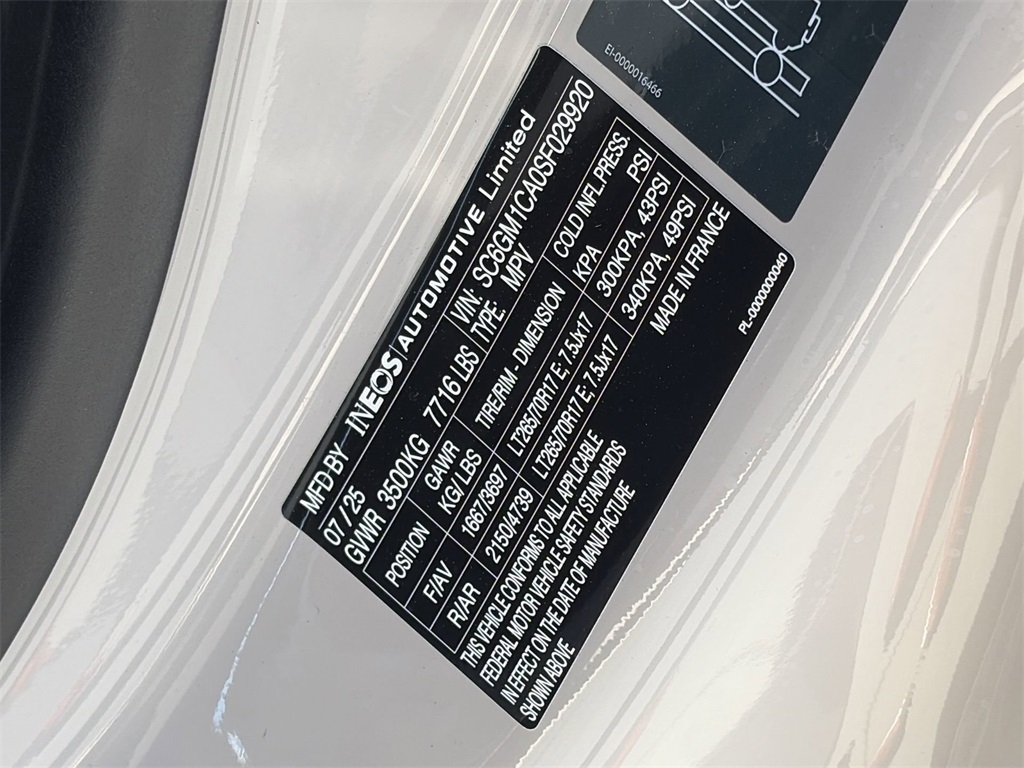 EI-0000016466
MFD BY INEOS AUTOMOTIVE Limited
07/25 VIN: SC6GM1CA0SF029920
GVWR 3500KG 7716 LBS TYPE: MPV
POSITION GAWR KG/LBS TIRE/RIM - DIMENSION COLD INFL.PRESS KPA PSI
F/AV 1667/3697 LT265/70R17 E; 7.5Jx17 300KPA, 43PSI
R/AR 2150/4739 LT265/70R17 E; 7.5Jx17 340KPA, 49PSI
THIS VEHICLE CONFORMS TO ALL APPLICABLE
FEDERAL MOTOR VEHICLE SAFETY STANDARDS
IN EFFECT ON THE DATE OF MANUFACTURE
SHOWN ABOVE
MADE IN FRANCE
PL-0000000040